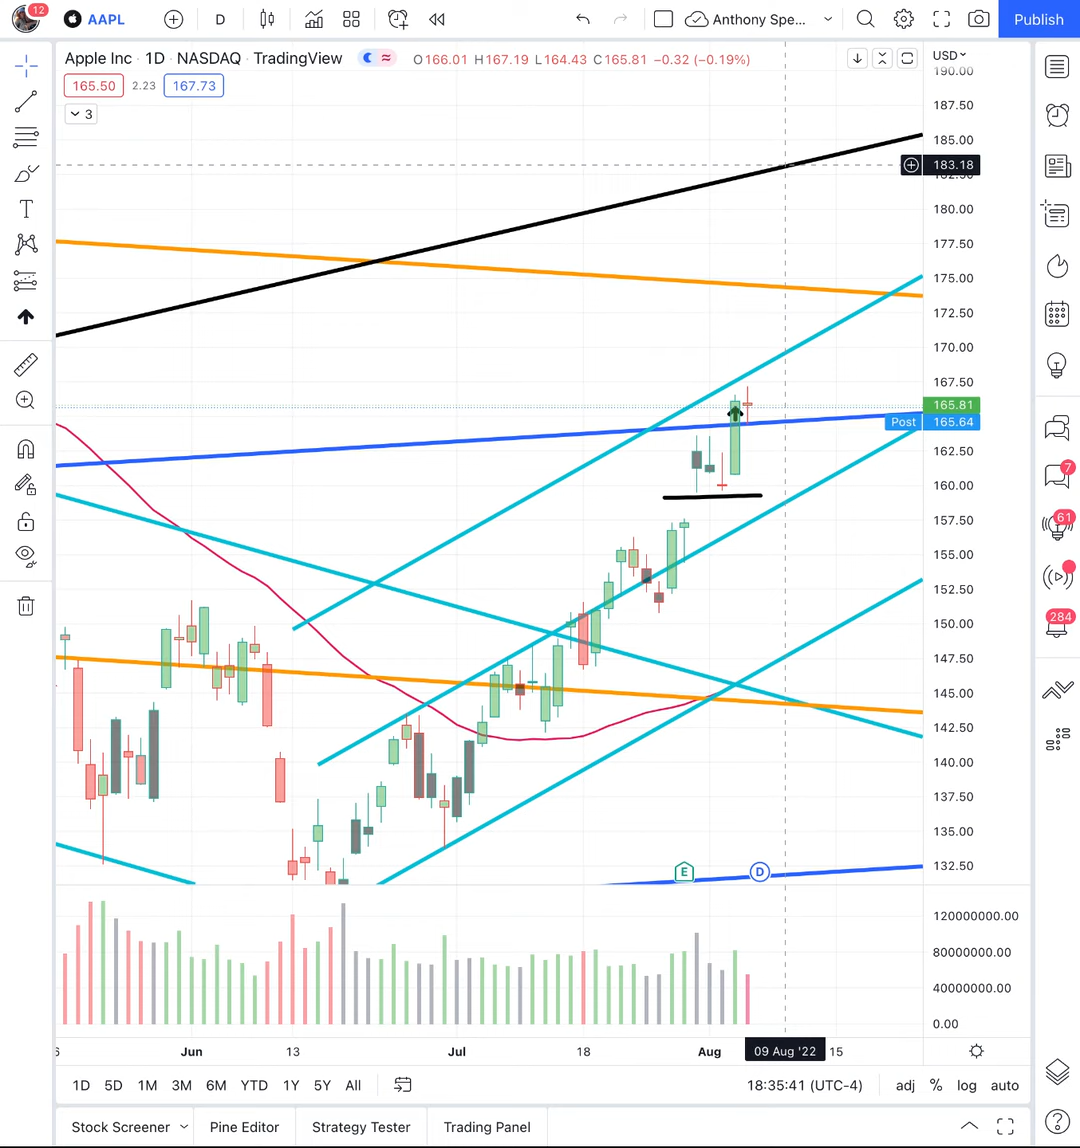 12
AAPL
D
Anthony Spe...
Publish
Apple Inc · 1D · NASDAQ · TradingView
O166.01 H167.19 L164.43 C165.81 −0.32 (−0.19%)
USD
165.50 2.23 167.73
3
190.00
187.50
185.00
183.18
182.50
180.00
177.50
175.00
172.50
170.00
167.50
165.81
Post 165.64
162.50
160.00
157.50
155.00
152.50
150.00
147.50
145.00
142.50
140.00
137.50
135.00
132.50
E
D
120000000.00
80000000.00
40000000.00
0.00
7
61
284
6 Jun 13 Jul 18 Aug 09 Aug '22 15
1D 5D 1M 3M 6M YTD 1Y 5Y All
18:35:41 (UTC-4) adj % log auto
Stock Screener Pine Editor Strategy Tester Trading Panel